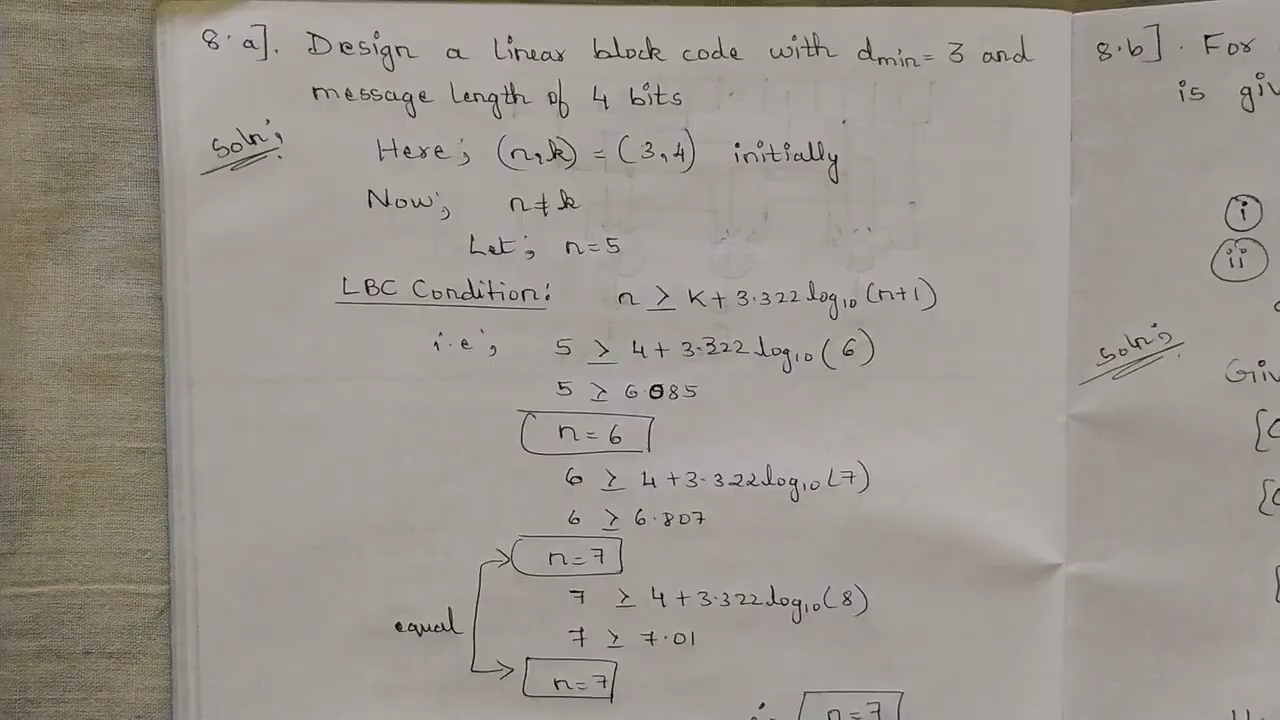 8.a]. Design a linear block code with dmin = 3 and
message length of 4 bits
Soln;
Here; (n,k) = (3,4) initially
Now; n≠k
Let; n=5
LBC Condition: n ≥ k + 3.322 log10 (n+1)
i.e; 5 ≥ 4 + 3.322 log10 (6)
5 ≥ 6.085
n = 6
6 ≥ 4 + 3.322 log10 (7)
6 ≥ 6.807
n = 7
7 ≥ 4 + 3.322 log10 (8)
equal
7 ≥ 7.01
n = 7
n = 7
8.b]. For
is giv
i
ii
Soln;
Giv